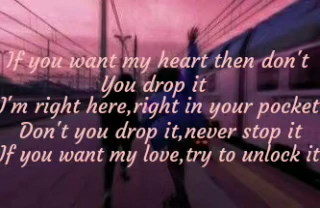 If you want my heart then don't
You drop it
I'm right here,right in your pocket
Don't you drop it,never stop it
If you want my love,try to unlock it